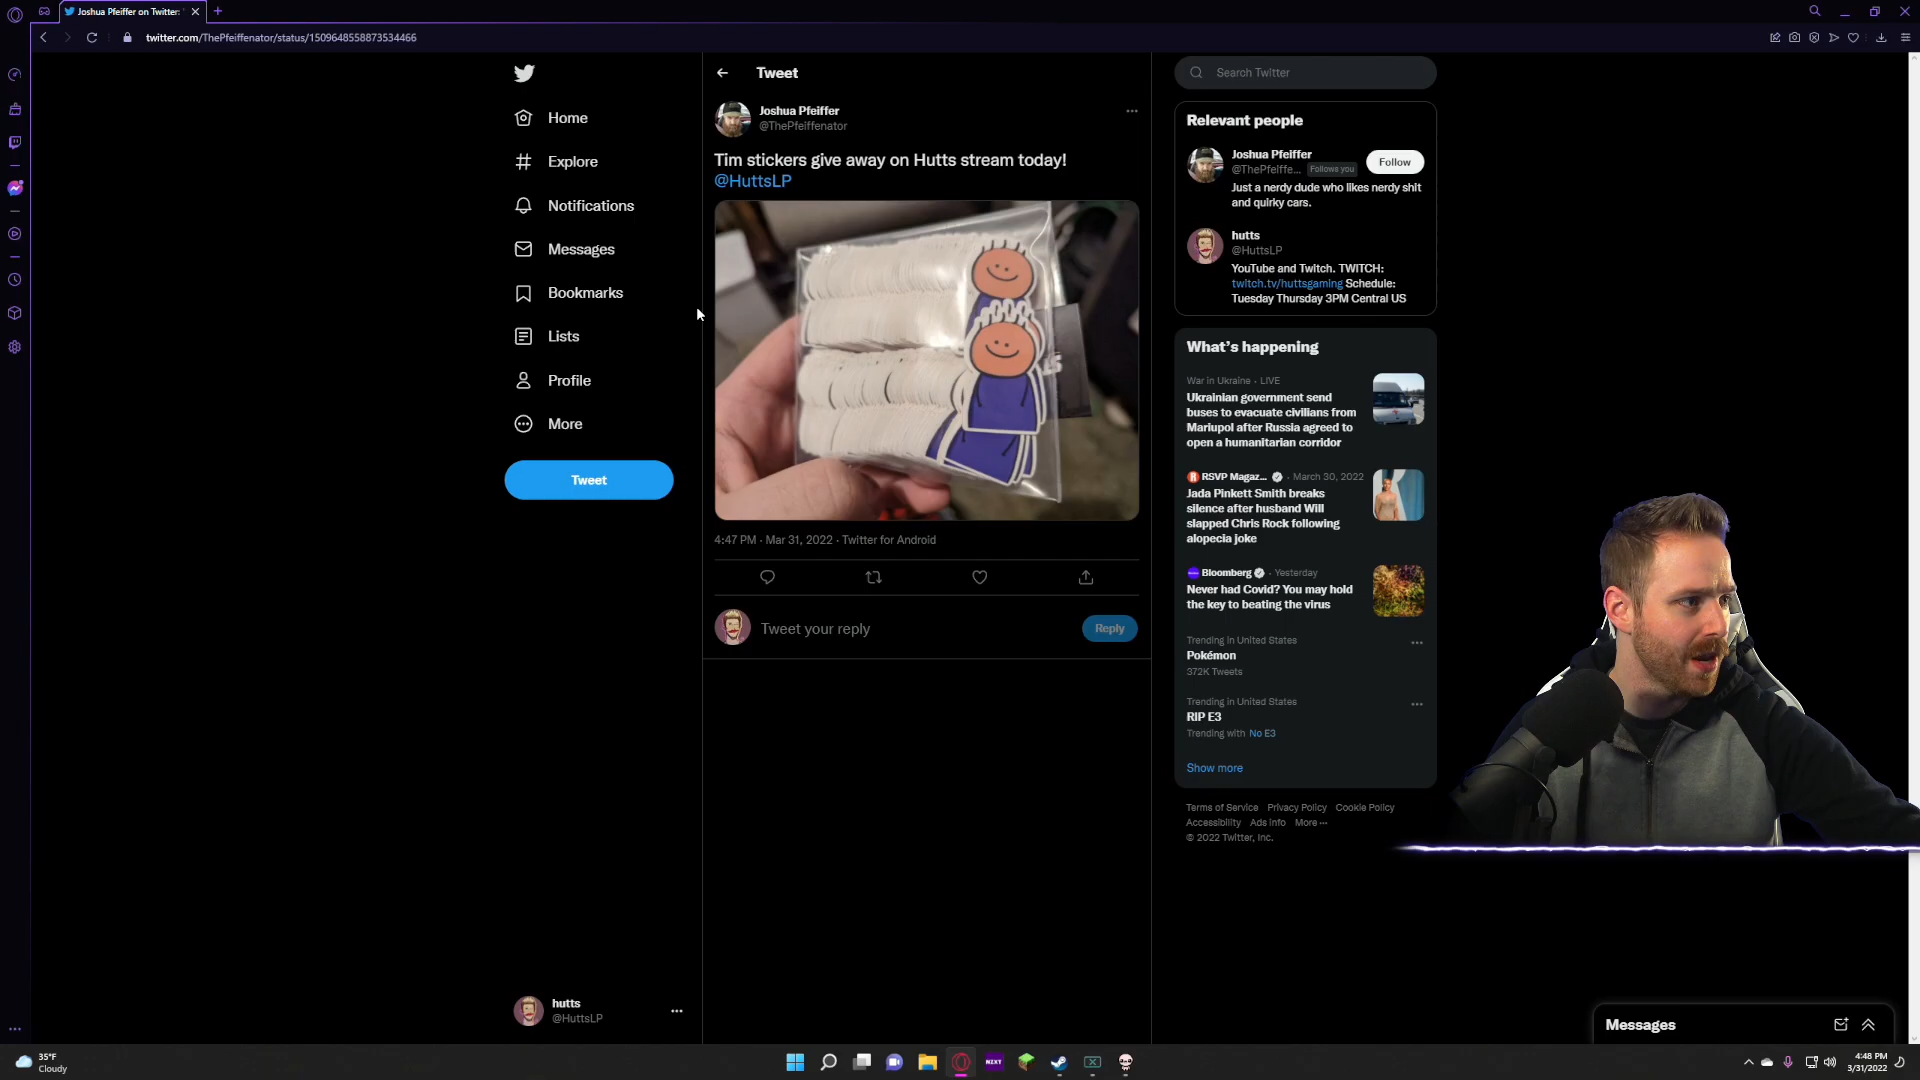 Joshua Pfeiffer on Twitter:
twitter.com/ThePfeiffenator/status/1509648558873534466
Home
Explore
Notifications
Messages
Bookmarks
Lists
Profile
More
Tweet
hutts
@HuttsLP
Tweet
Joshua Pfeiffer
@ThePfeiffenator
Tim stickers give away on Hutts stream today!
@HuttsLP
4:47 PM · Mar 31, 2022 · Twitter for Android
Tweet your reply
Reply
Search Twitter
Relevant people
Joshua Pfeiffer
@ThePfeiffe... Follows you
Follow
Just a nerdy dude who likes nerdy shit
and quirky cars.
hutts
@HuttsLP
YouTube and Twitch. TWITCH:
twitch.tv/huttsgaming Schedule:
Tuesday Thursday 3PM Central US
What's happening
War in Ukraine · LIVE
Ukrainian government send
buses to evacuate civilians from
Mariupol after Russia agreed to
open a humanitarian corridor
RSVP Magaz... · March 30, 2022
Jada Pinkett Smith breaks
silence after husband Will
slapped Chris Rock following
alopecia joke
Bloomberg · Yesterday
Never had Covid? You may hold
the key to beating the virus
Trending in United States
Pokémon
372K Tweets
Trending in United States
RIP E3
Trending with No E3
Show more
Terms of Service Privacy Policy Cookie Policy
Accessibility Ads info More ···
© 2022 Twitter, Inc.
Messages
35°F
Cloudy
NZXT
4:48 PM
3/31/2022